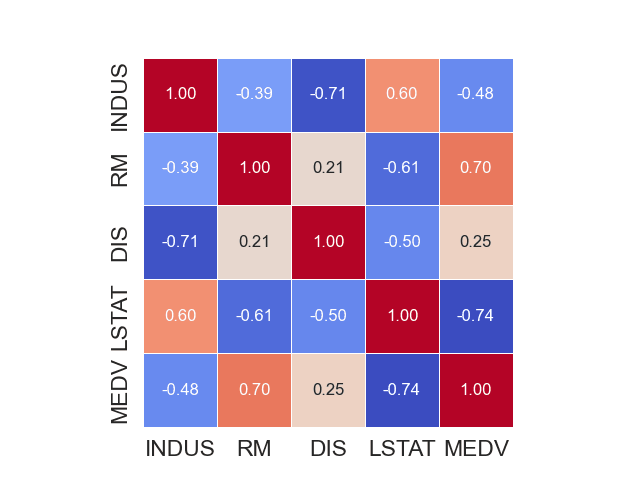 INDUS 1.00 -0.39 -0.71 0.60 -0.48
RM -0.39 1.00 0.21 -0.61 0.70
DIS -0.71 0.21 1.00 -0.50 0.25
LSTAT 0.60 -0.61 -0.50 1.00 -0.74
MEDV -0.48 0.70 0.25 -0.74 1.00
INDUS RM DIS LSTAT MEDV